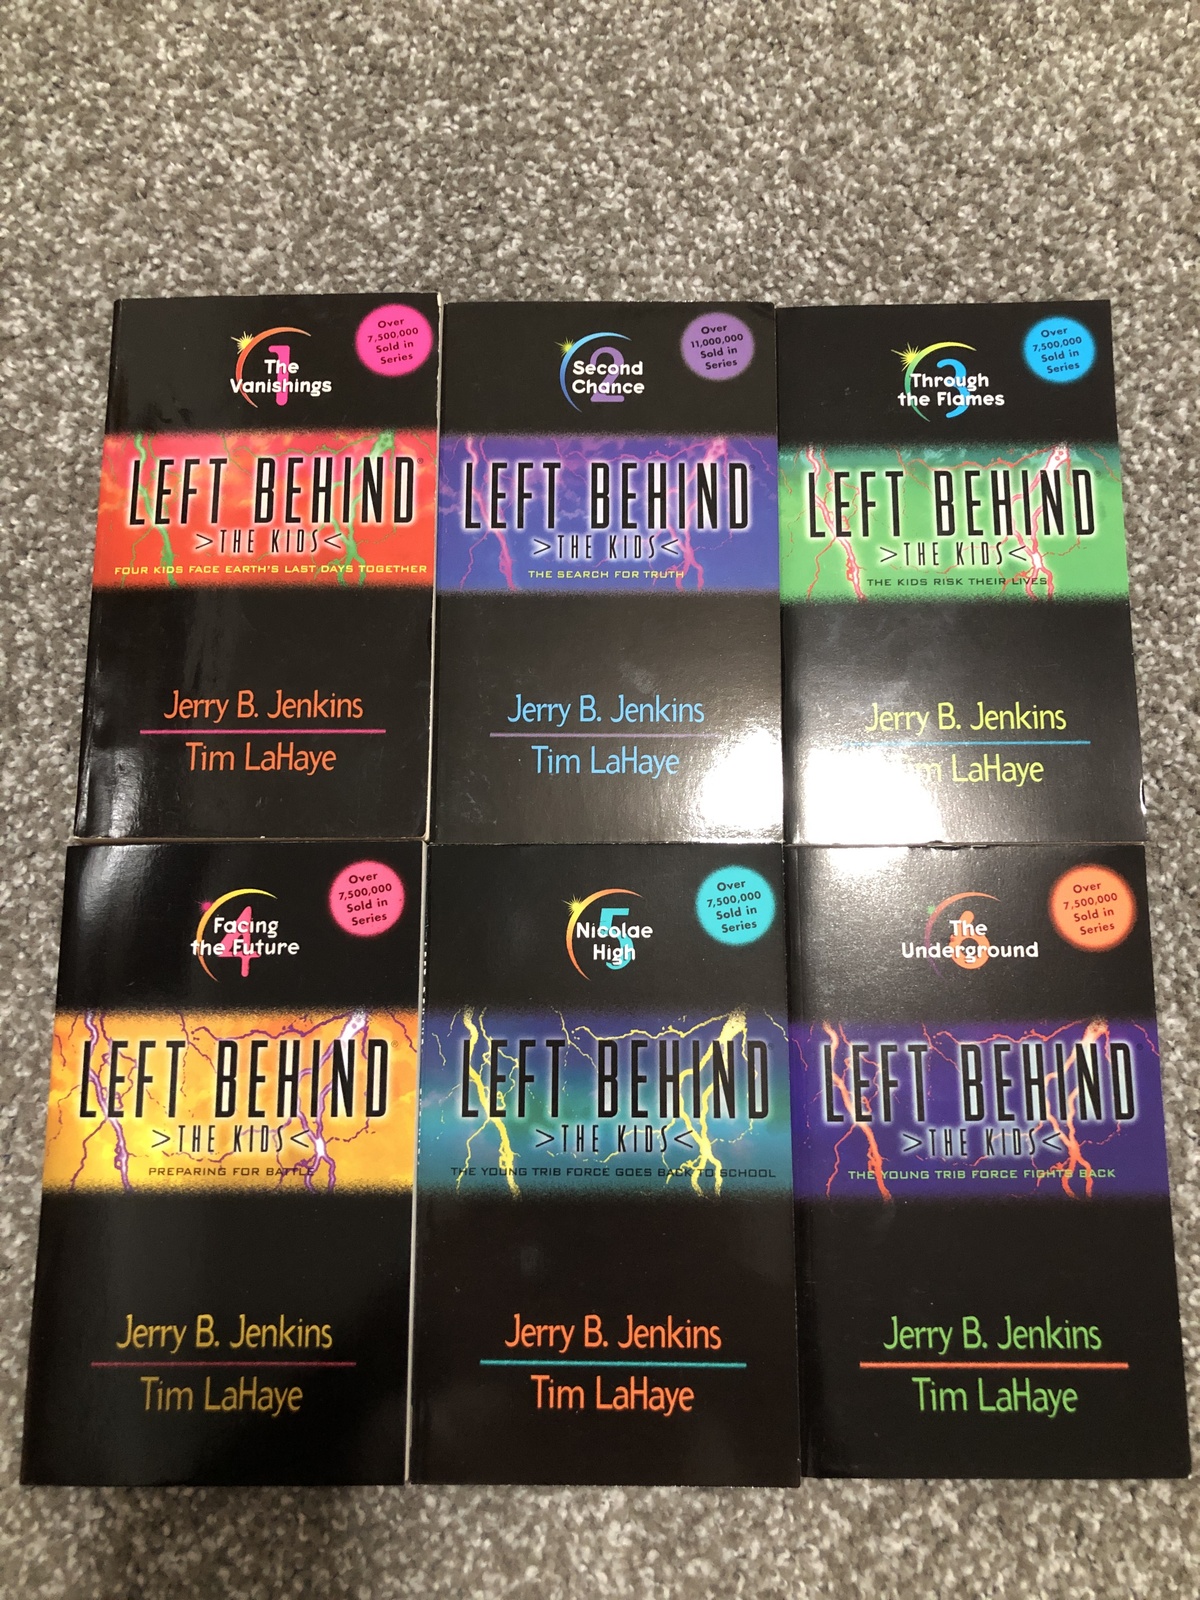 1
The
Vanishings
Over
7,500,000
Sold in
Series
LEFT BEHIND®
>THE KIDS<
FOUR KIDS FACE EARTH'S LAST DAYS TOGETHER
Jerry B. Jenkins
Tim LaHaye
2
Second
Chance
Over
11,000,000
Sold in
Series
LEFT BEHIND
>THE KIDS<
THE SEARCH FOR TRUTH
Jerry B. Jenkins
Tim LaHaye
3
Through
the Flames
Over
7,500,000
Sold in
Series
LEFT BEHIND
>THE KIDS<
THE KIDS RISK THEIR LIVES
Jerry B. Jenkins
Tim LaHaye
4
Facing
the Future
Over
7,500,000
Sold in
Series
LEFT BEHIND®
>THE KIDS<
PREPARING FOR BATTLE
Jerry B. Jenkins
Tim LaHaye
5
Nicolae
High
Over
7,500,000
Sold in
Series
LEFT BEHIND
>THE KIDS<
THE YOUNG TRIB FORCE GOES BACK TO SCHOOL
Jerry B. Jenkins
Tim LaHaye
6
The
Underground
Over
7,500,000
Sold in
Series
LEFT BEHIND
>THE KIDS<
THE YOUNG TRIB FORCE FIGHTS BACK
Jerry B. Jenkins
Tim LaHaye